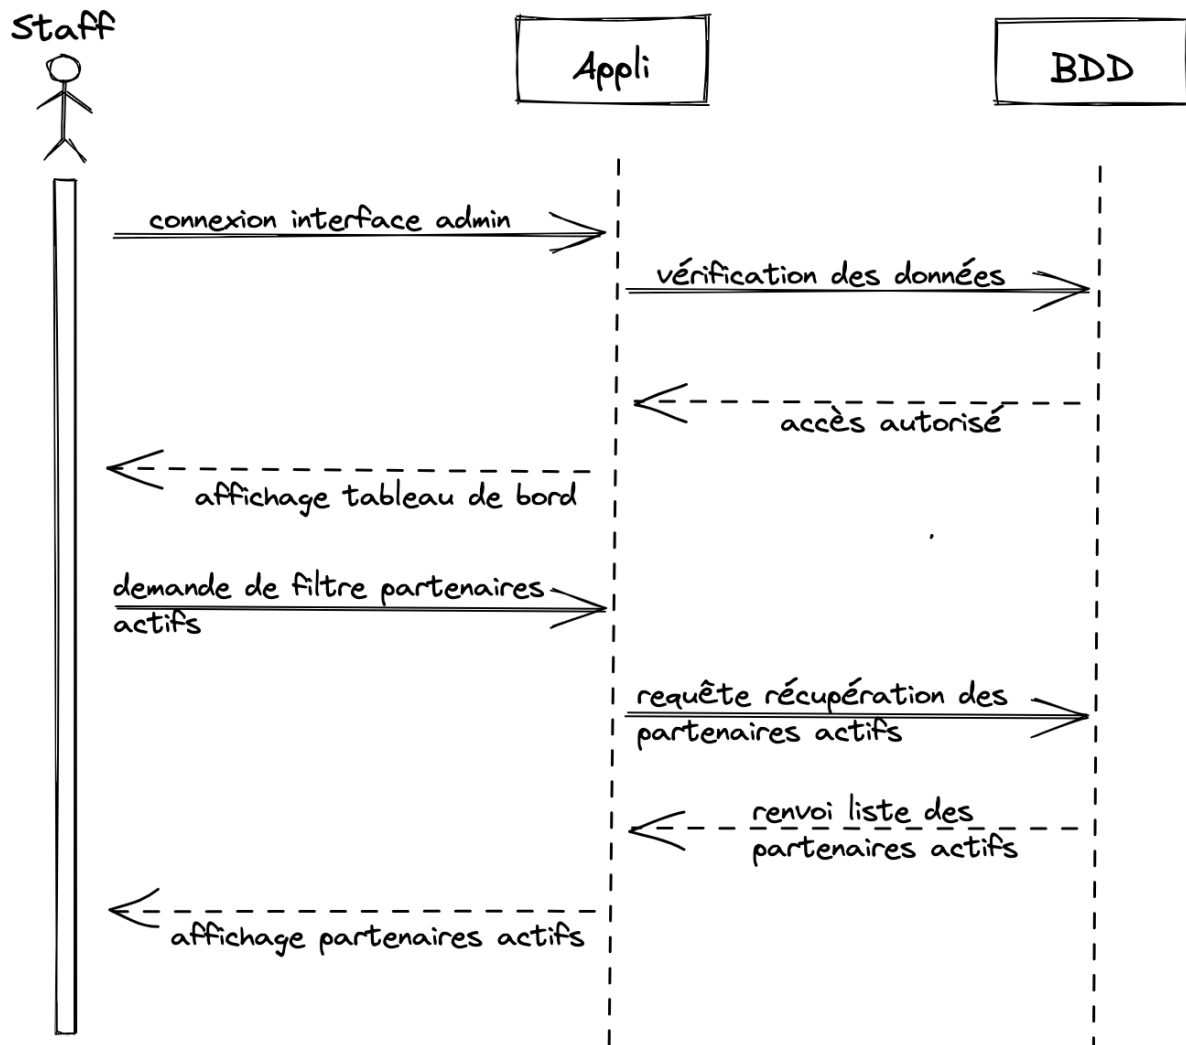 Staff
Appli
BDD
connexion interface admin
vérification des données
accès autorisé
affichage tableau de bord
demande de filtre partenaires
actifs
requête récupération des
partenaires actifs
renvoi liste des
partenaires actifs
affichage partenaires actifs